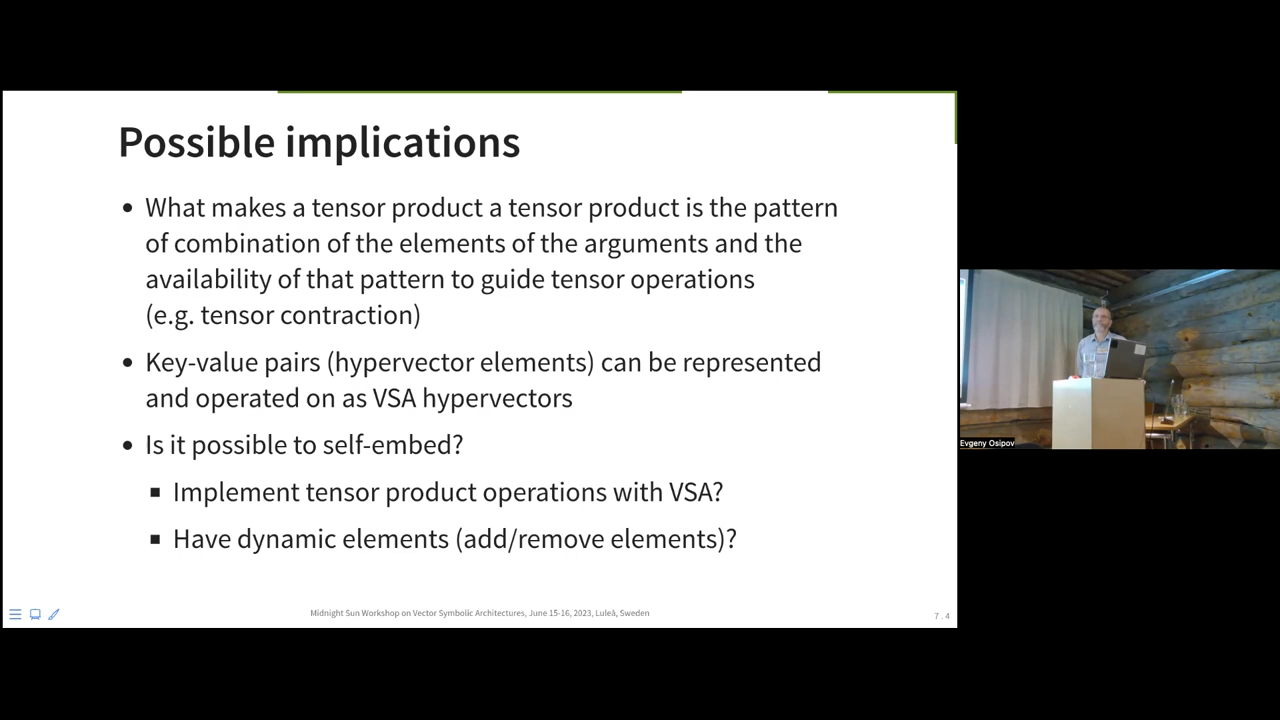 Possible implications
• What makes a tensor product a tensor product is the pattern
of combination of the elements of the arguments and the
availability of that pattern to guide tensor operations
(e.g. tensor contraction)
• Key-value pairs (hypervector elements) can be represented
and operated on as VSA hypervectors
• Is it possible to self-embed?
▪ Implement tensor product operations with VSA?
▪ Have dynamic elements (add/remove elements)?
Midnight Sun Workshop on Vector Symbolic Architectures, June 15-16, 2023, Luleå, Sweden
7 . 4
Evgeny Osipov